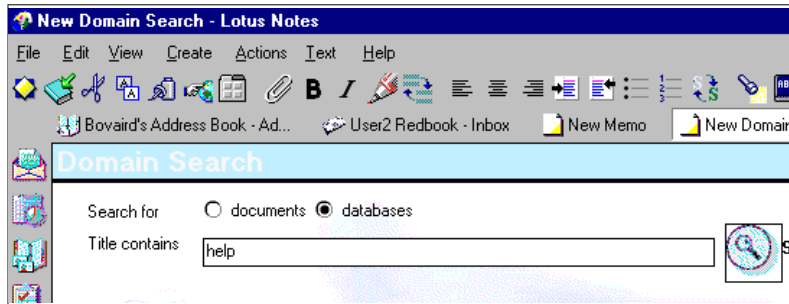 New Domain Search - Lotus Notes
File Edit View Create Actions Text Help
B I
Bovaird's Address Book - Ad... User2 Redbook - Inbox New Memo New Domain
Domain Search
Search for documents databases
Title contains help